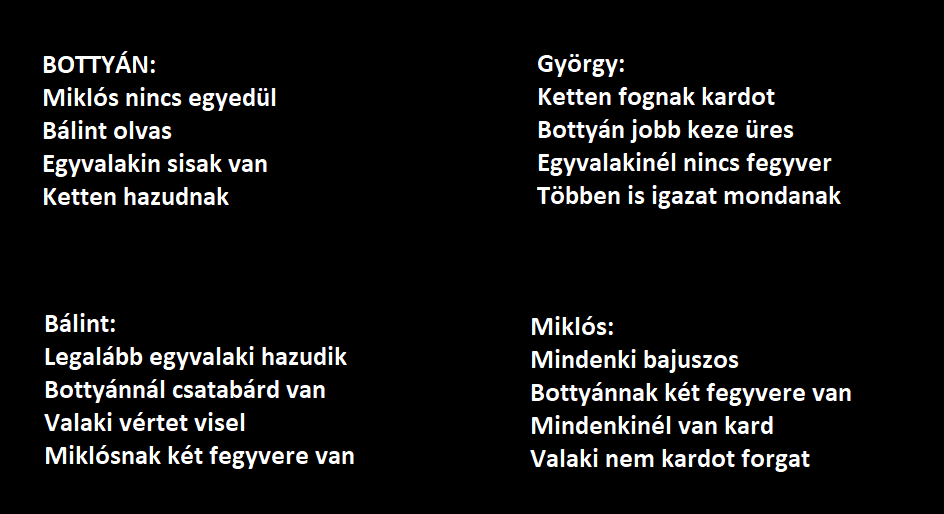 BOTTYÁN:
Miklós nincs egyedül
Bálint olvas
Egyvalakin sisak van
Ketten hazudnak
György:
Ketten fognak kardot
Bottyán jobb keze üres
Egyvalakinél nincs fegyver
Többen is igazat mondanak
Bálint:
Legalább egyvalaki hazudik
Bottyánnál csatabárd van
Valaki vértet visel
Miklósnak két fegyvere van
Miklós:
Mindenki bajuszos
Bottyánnak két fegyvere van
Mindenkinél van kard
Valaki nem kardot forgat